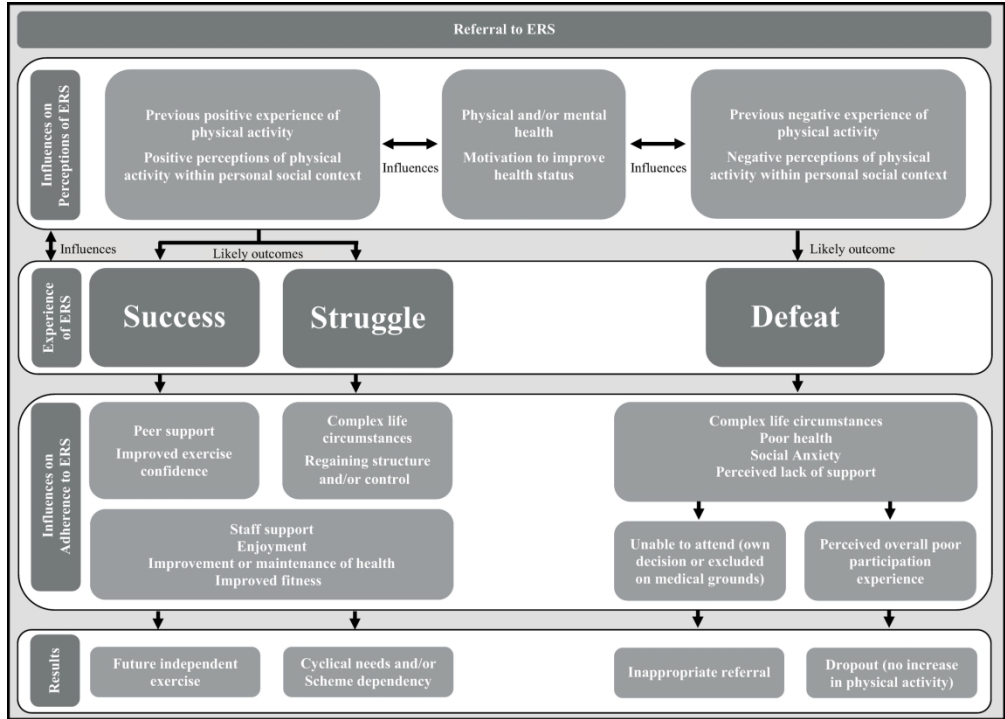 Referral to ERS
Influences on
Perceptions of ERS
Previous positive experience of
physical activity
Positive perceptions of physical
activity within personal social context
Influences
Physical and/or mental
health
Motivation to improve
health status
Influences
Previous negative experience of
physical activity
Negative perceptions of physical
activity within personal social context
Influences
Likely outcomes
Likely outcome
Experience
of ERS
Success
Struggle
Defeat
Influences on
Adherence to ERS
Peer support
Improved exercise
confidence
Complex life
circumstances
Regaining structure
and/or control
Staff support
Enjoyment
Improvement or maintenance of health
Improved fitness
Complex life circumstances
Poor health
Social Anxiety
Perceived lack of support
Unable to attend (own
decision or excluded
on medical grounds)
Perceived overall poor
participation
experience
Results
Future independent
exercise
Cyclical needs and/or
Scheme dependency
Inappropriate referral
Dropout (no increase
in physical activity)